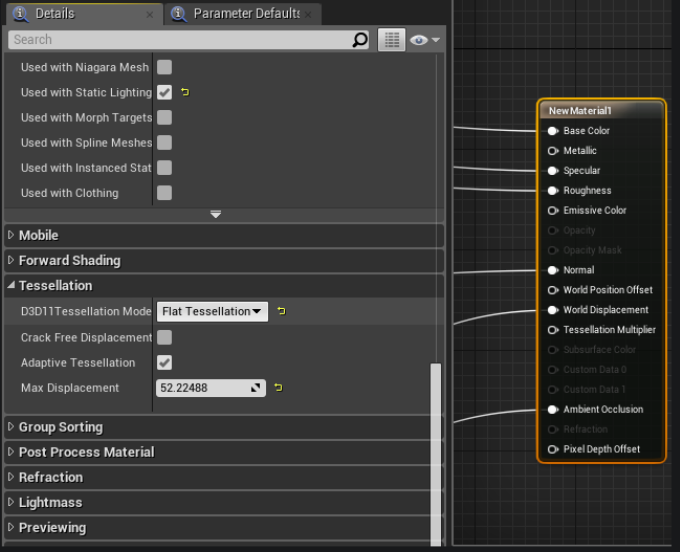 Details
Parameter Defaults
Search
Used with Niagara Mesh
Used with Static Lighting
Used with Morph Targets
Used with Spline Meshes
Used with Instanced Stat
Used with Clothing
Mobile
Forward Shading
Tessellation
D3D11Tessellation Mode
Flat Tessellation
Crack Free Displacement
Adaptive Tessellation
Max Displacement
52.22488
Group Sorting
Post Process Material
Refraction
Lightmass
Previewing
NewMaterial1
Base Color
Metallic
Specular
Roughness
Emissive Color
Opacity
Opacity Mask
Normal
World Position Offset
World Displacement
Tessellation Multiplier
Subsurface Color
Custom Data 0
Custom Data 1
Ambient Occlusion
Refraction
Pixel Depth Offset